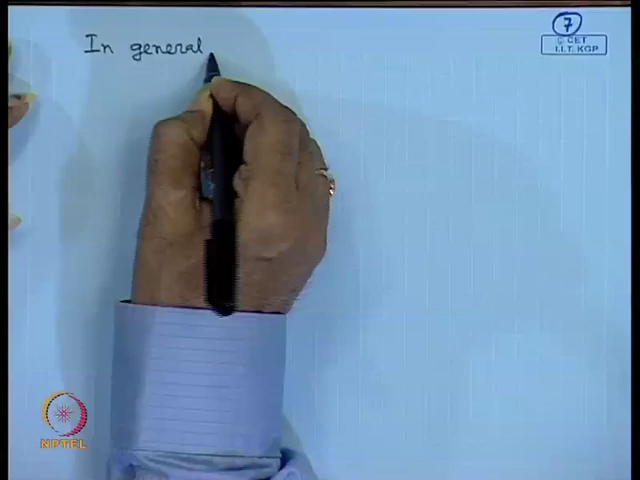 In general
7
© CET
I.I.T. KGP
NPTEL